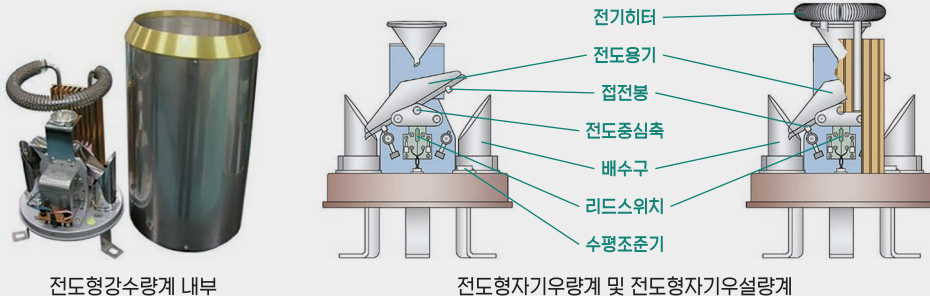 전기히터
전도용기
접전봉
전도중심축
배수구
리드스위치
수평조준기
전도형강수량계 내부
전도형자기우량계 및 전도형자기우설량계